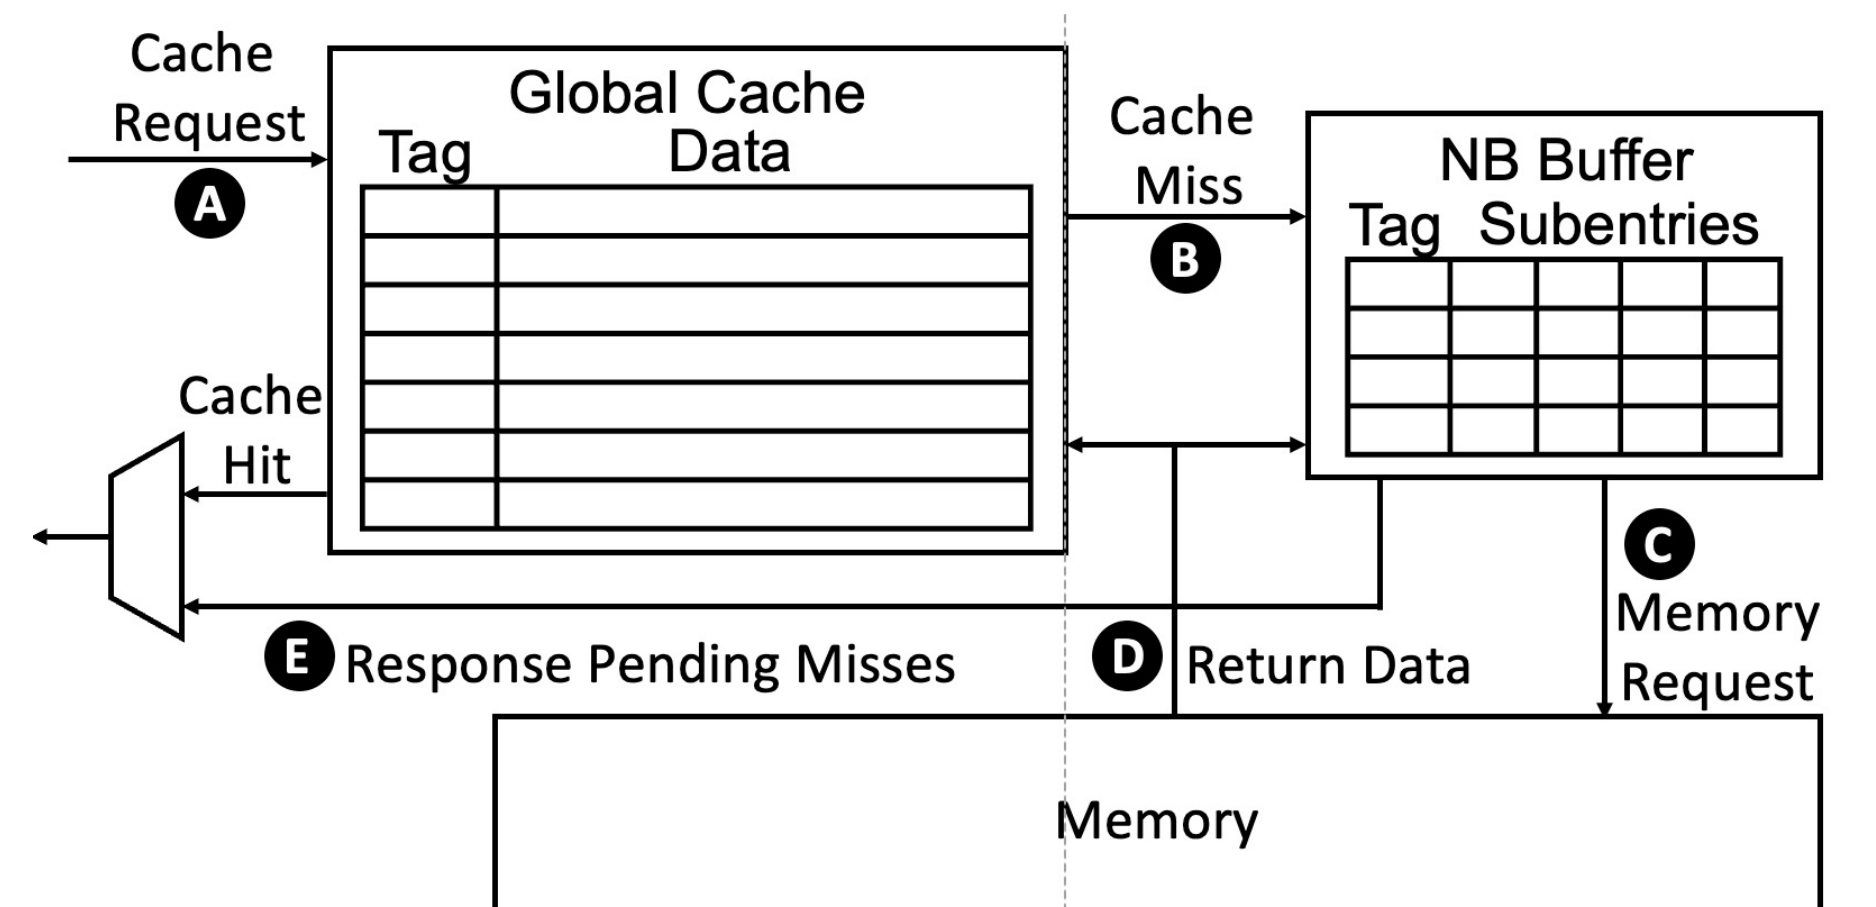 Cache
Request
A
Global Cache
Tag Data
Cache
Miss
B
NB Buffer
Tag Subentries
Cache
Hit
C
Memory
Request
D Return Data
E Response Pending Misses
Memory